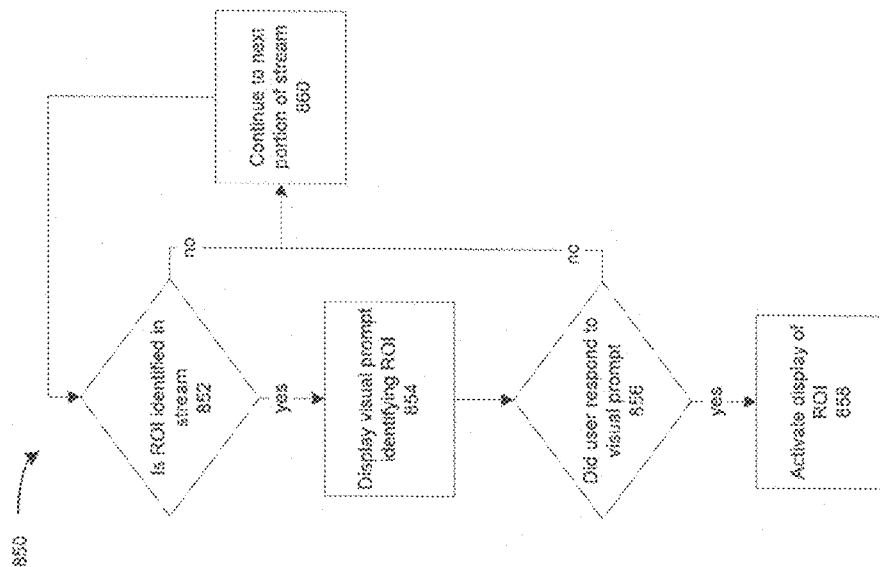 850
Is ROI identified in
stream
852
no
yes
Continue to next
portion of stream
860
Display visual prompt
identifying ROI
854
Did user respond to
visual prompt
856
no
yes
Activate display of
ROI
858